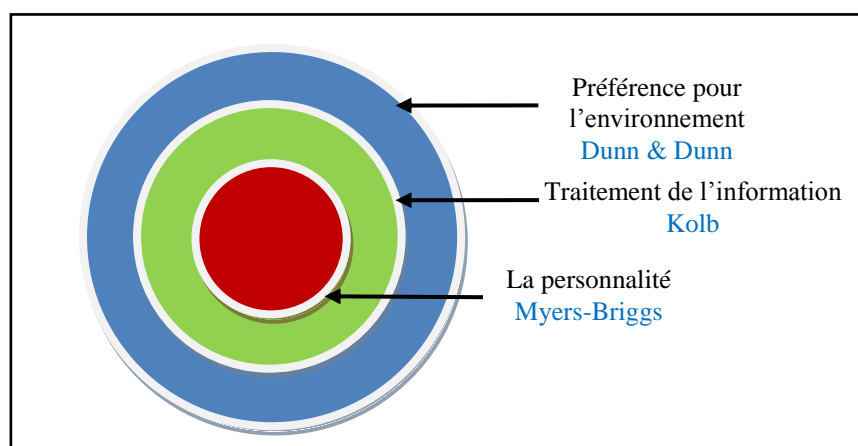 Préférence pour
l’environnement
Dunn & Dunn
Traitement de l’information
Kolb
La personnalité
Myers-Briggs